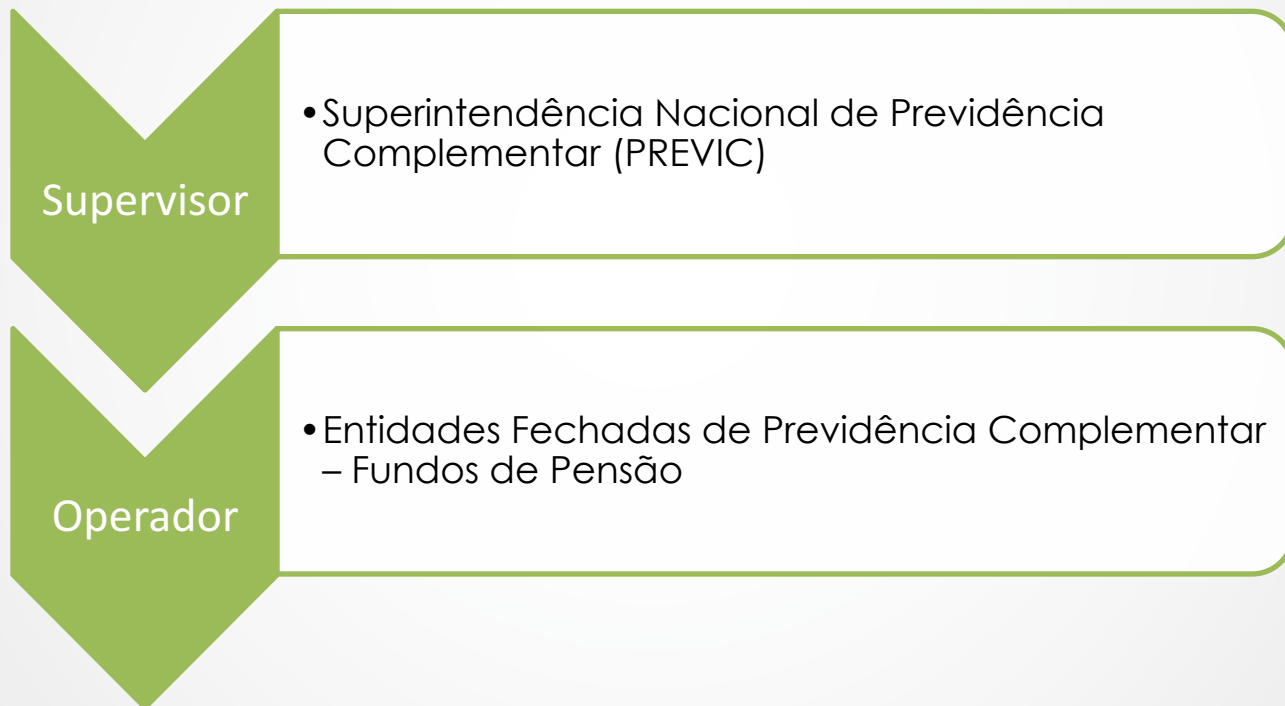 Supervisor
•Superintendência Nacional de Previdência
Complementar (PREVIC)
Operador
•Entidades Fechadas de Previdência Complementar
– Fundos de Pensão